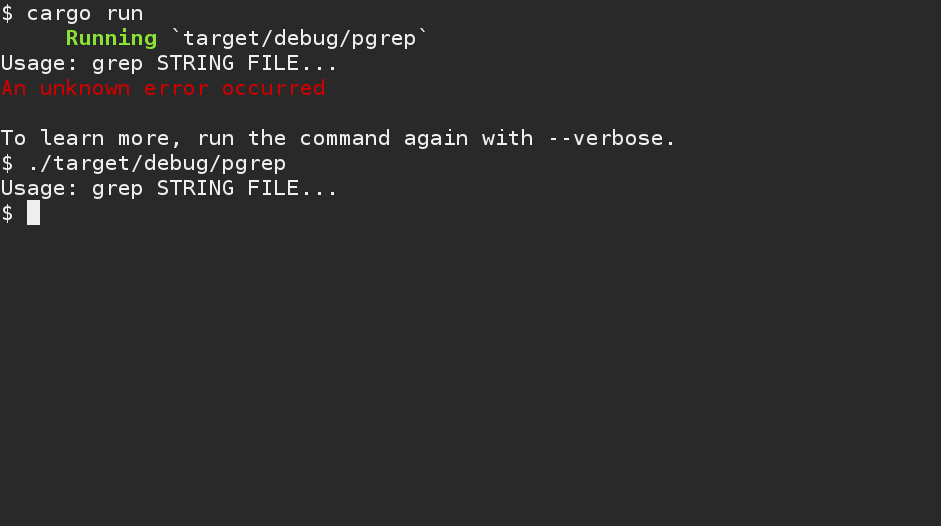 $ cargo run
     Running `target/debug/pgrep`
Usage: grep STRING FILE...
An unknown error occurred
To learn more, run the command again with --verbose.
$ ./target/debug/pgrep
Usage: grep STRING FILE...
$